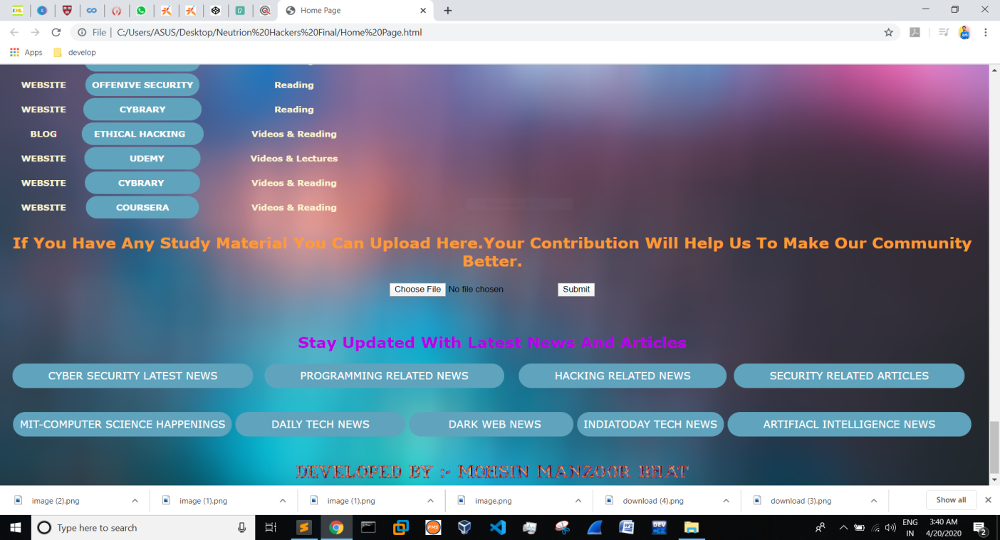 Home Page
File | C:/Users/ASUS/Desktop/Neutrion%20Hackers%20Final/Home%20Page.html
Apps develop
WEBSITE OFFENIVE SECURITY Reading
WEBSITE CYBRARY Reading
BLOG ETHICAL HACKING Videos & Reading
WEBSITE UDEMY Videos & Lectures
WEBSITE CYBRARY Videos & Reading
WEBSITE COURSERA Videos & Reading
If You Have Any Study Material You Can Upload Here.Your Contribution Will Help Us To Make Our Community
Better.
Choose File No file chosen Submit
Stay Updated With Latest News And Articles
CYBER SECURITY LATEST NEWS PROGRAMMING RELATED NEWS HACKING RELATED NEWS SECURITY RELATED ARTICLES
MIT-COMPUTER SCIENCE HAPPENINGS DAILY TECH NEWS DARK WEB NEWS INDIATODAY TECH NEWS ARTIFIACL INTELLIGENCE NEWS
DEVELOPED BY :- MOHSIN MANZOOR BHAT
image (2).png image (1).png image (1).png image.png download (4).png download (3).png Show all
Type here to search ENG 3:40 AM
IN 4/20/2020 2